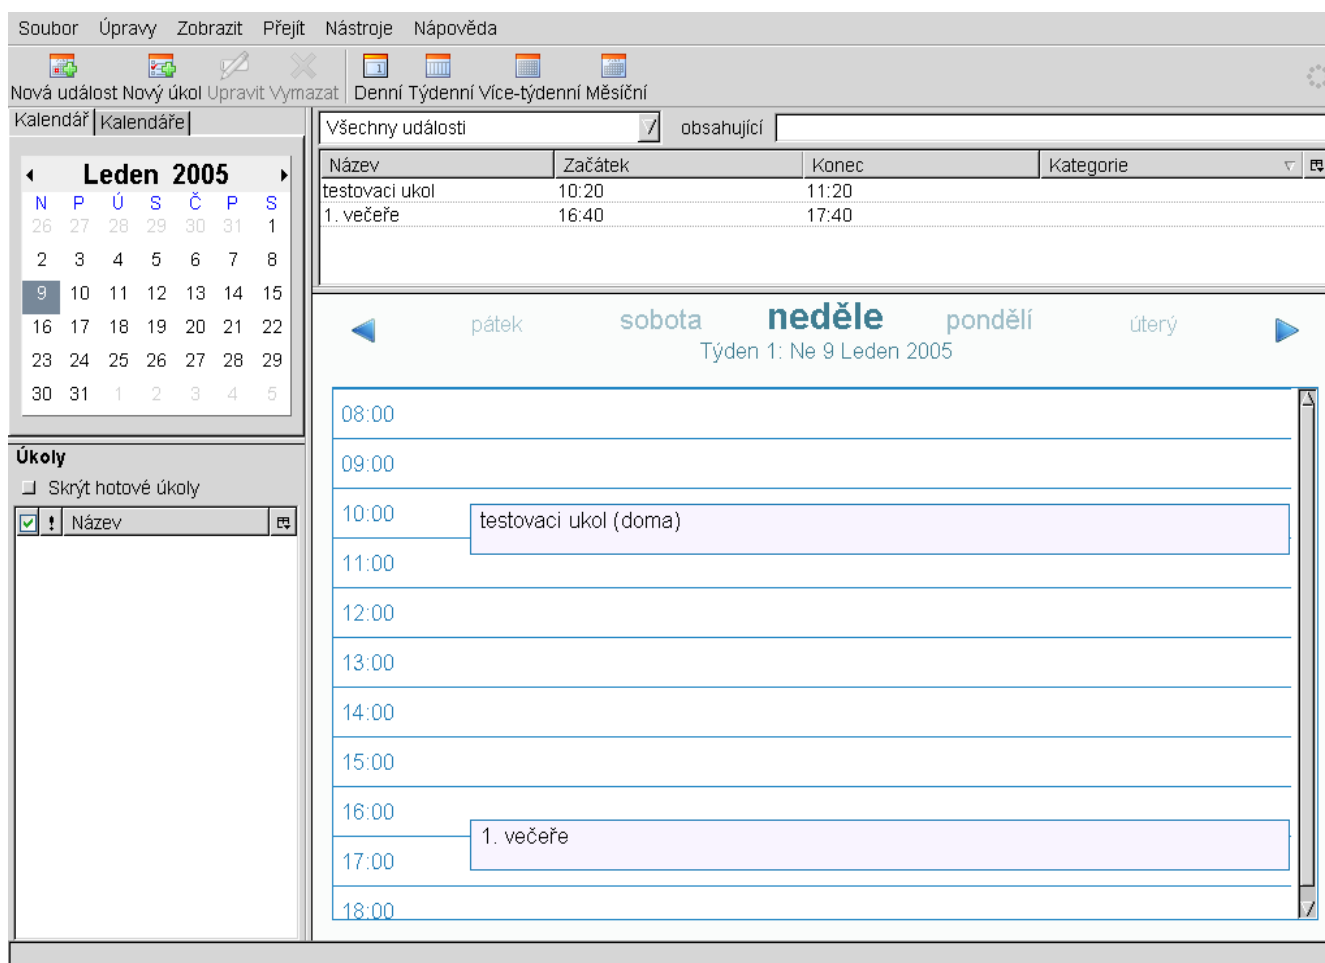 Soubor Úpravy Zobrazit Přejít Nástroje Nápověda
Nová událost Nový úkol Upravit Vymazat Denní Týdenní Více-týdenní Měsíční
Kalendář Kalendáře
Všechny události obsahující
Název Začátek Konec Kategorie
testovaci ukol 10:20 11:20
1. večeře 16:40 17:40
Leden 2005
N P Ú S Č P S
26 27 28 29 30 31 1
2 3 4 5 6 7 8
9 10 11 12 13 14 15
16 17 18 19 20 21 22
23 24 25 26 27 28 29
30 31 1 2 3 4 5
Úkoly
Skrýt hotové úkoly
! Název
pátek sobota neděle pondělí úterý
Týden 1: Ne 9 Leden 2005
08:00
09:00
10:00
testovaci ukol (doma)
11:00
12:00
13:00
14:00
15:00
16:00
1. večeře
17:00
18:00